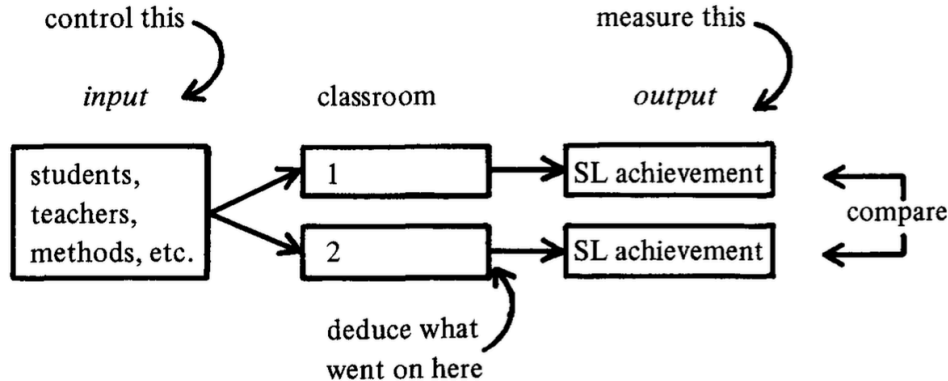 control this
measure this
input
classroom
output
students,
teachers,
methods, etc.
1
SL achievement
compare
2
SL achievement
deduce what
went on here